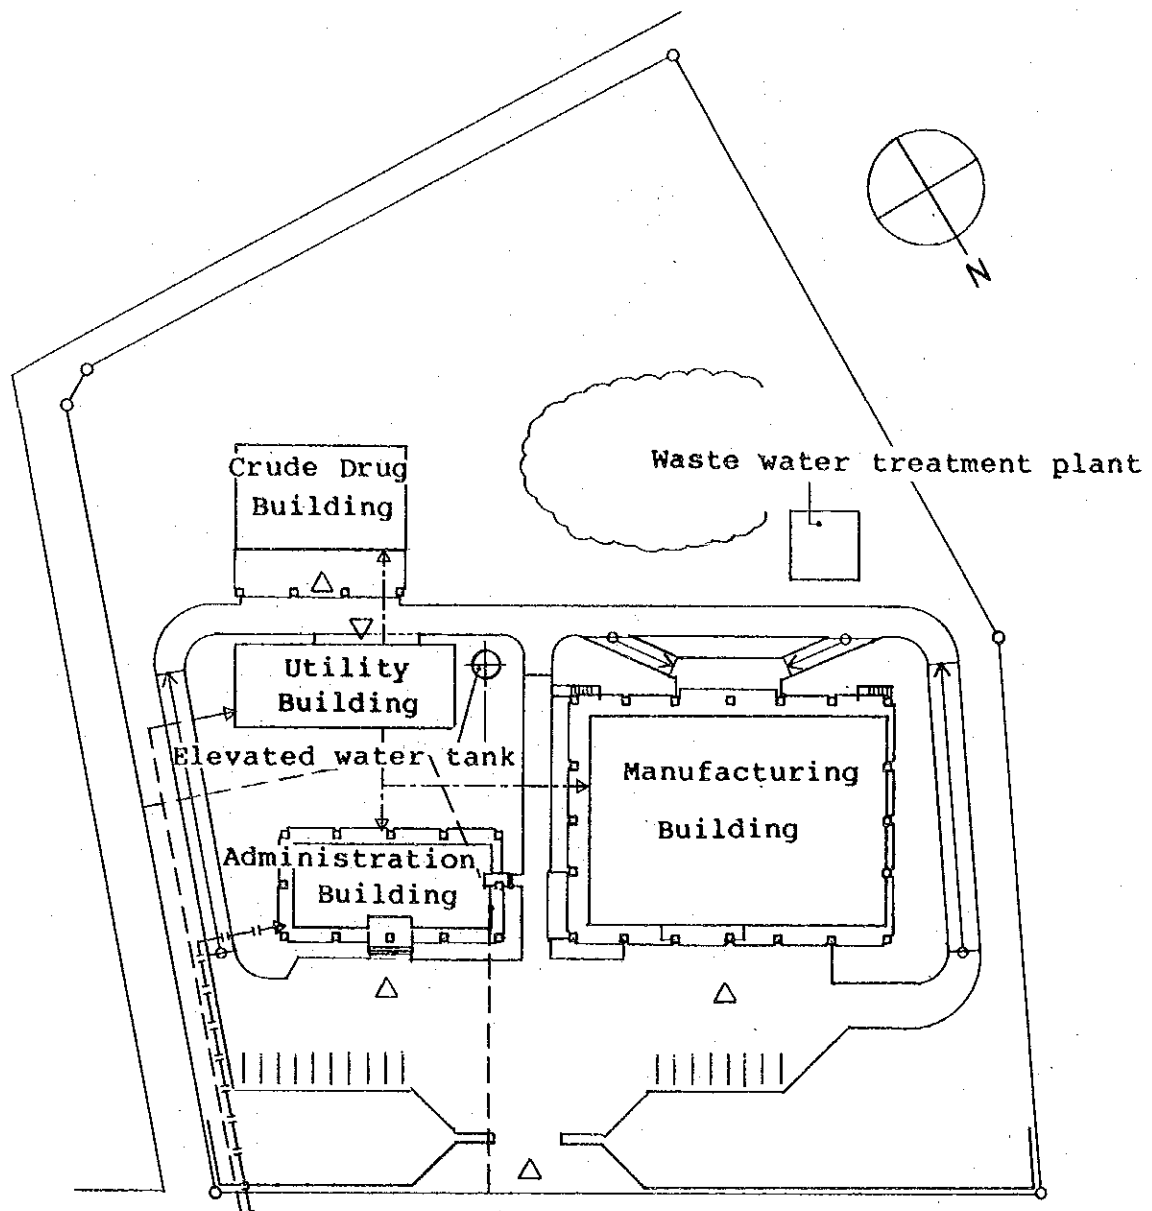 N
Crude Drug
Building
Waste water treatment plant
Utility
Building
Elevated water tank
Manufacturing
Building
Administration
Building